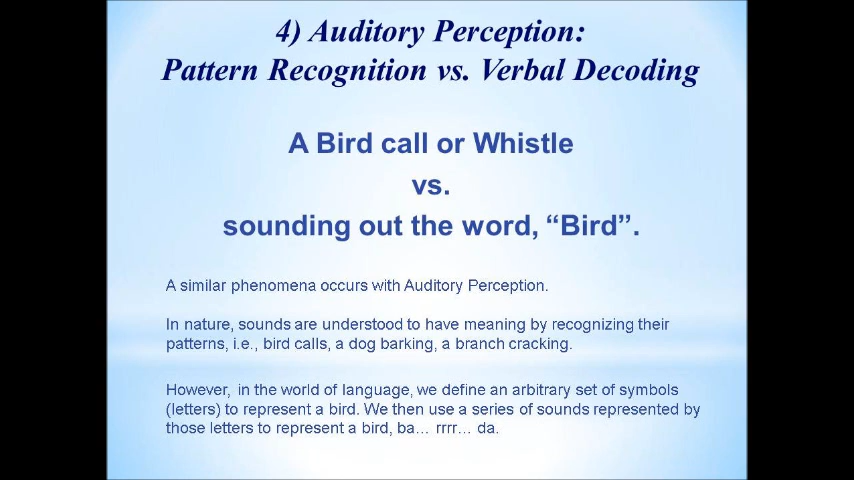 4) Auditory Perception:
Pattern Recognition vs. Verbal Decoding
A Bird call or Whistle
vs.
sounding out the word, “Bird”.
A similar phenomena occurs with Auditory Perception.
In nature, sounds are understood to have meaning by recognizing their
patterns, i.e., bird calls, a dog barking, a branch cracking.
However, in the world of language, we define an arbitrary set of symbols
(letters) to represent a bird. We then use a series of sounds represented by
those letters to represent a bird, ba… rrrr… da.